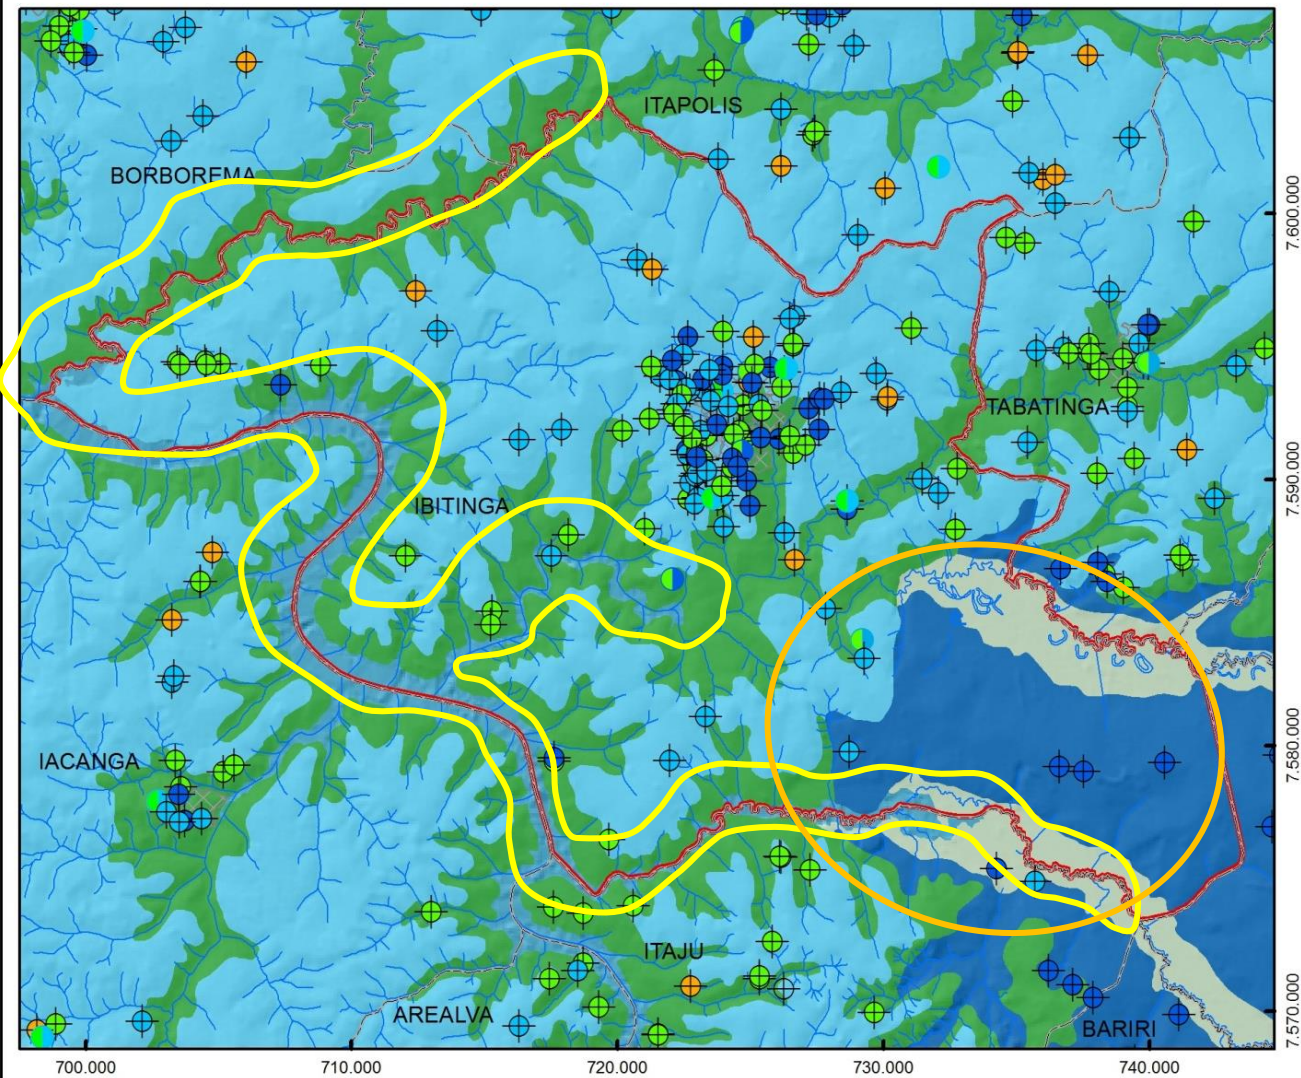 ITAPOLIS
BORBOREMA
7.600.000
TABATINGA
7.590.000
IBITINGA
7.580.000
IACANGA
ITAJU
AREALVA
BARIRI
7.570.000
700.000 710.000 720.000 730.000 740.000